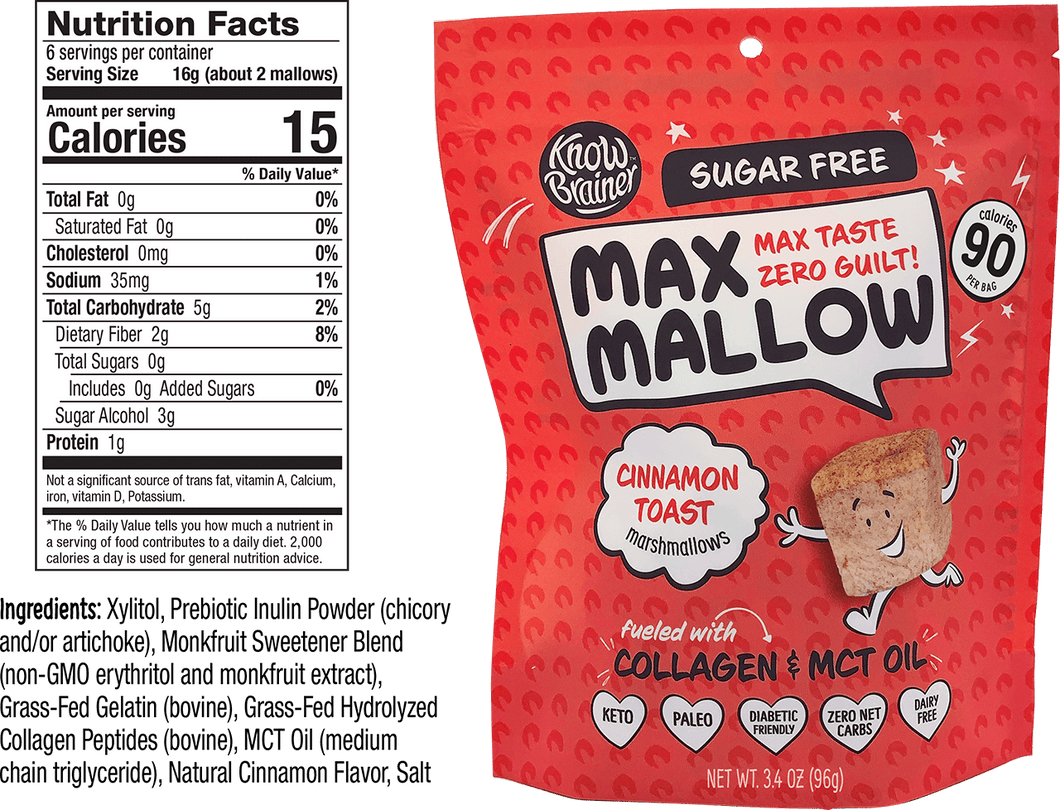 Nutrition Facts
6 servings per container
Serving Size 16g (about 2 mallows)
Amount per serving
Calories 15
% Daily Value*
Total Fat 0g 0%
Saturated Fat 0g 0%
Cholesterol 0mg 0%
Sodium 35mg 1%
Total Carbohydrate 5g 2%
Dietary Fiber 2g 8%
Total Sugars 0g
Includes 0g Added Sugars 0%
Sugar Alcohol 3g
Protein 1g
Not a significant source of trans fat, vitamin A, Calcium,
iron, vitamin D, Potassium.
*The % Daily Value tells you how much a nutrient in
a serving of food contributes to a daily diet. 2,000
calories a day is used for general nutrition advice.
Ingredients: Xylitol, Prebiotic Inulin Powder (chicory
and/or artichoke), Monkfruit Sweetener Blend
(non-GMO erythritol and monkfruit extract),
Grass-Fed Gelatin (bovine), Grass-Fed Hydrolyzed
Collagen Peptides (bovine), MCT Oil (medium
chain triglyceride), Natural Cinnamon Flavor, Salt
Know
Brainer™
SUGAR FREE
MAX
MALLOW
MAX TASTE
ZERO GUILT!
calories
90
PER BAG
CINNAMON
TOAST
marshmallows
fueled with
COLLAGEN & MCT OIL
KETO
PALEO
DIABETIC
FRIENDLY
ZERO NET
CARBS
DAIRY
FREE
NET WT. 3.4 OZ (96g)